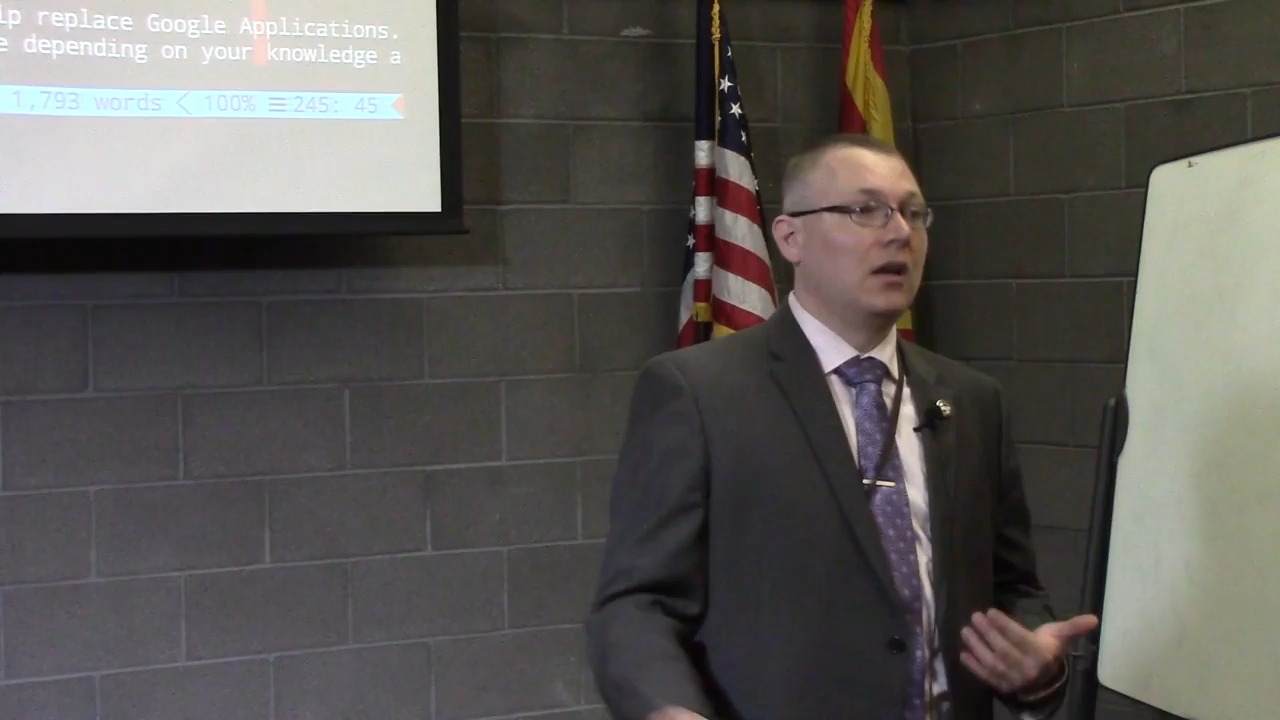 lp replace Google Applications.
e depending on your knowledge a
1,793 words < 100% ☰ 245: 45